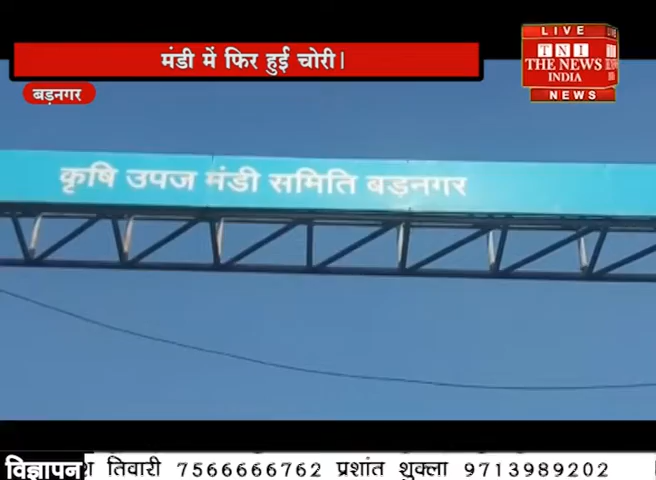 LIVE
TNI
THE NEWS
INDIA
NEWS
मंडी में फिर हुई चोरी।
बड़नगर
कृषि उपज मंडी समिति बड़नगर
विज्ञापन
तिवारी 7566666762 प्रशांत शुक्ला 9713989202